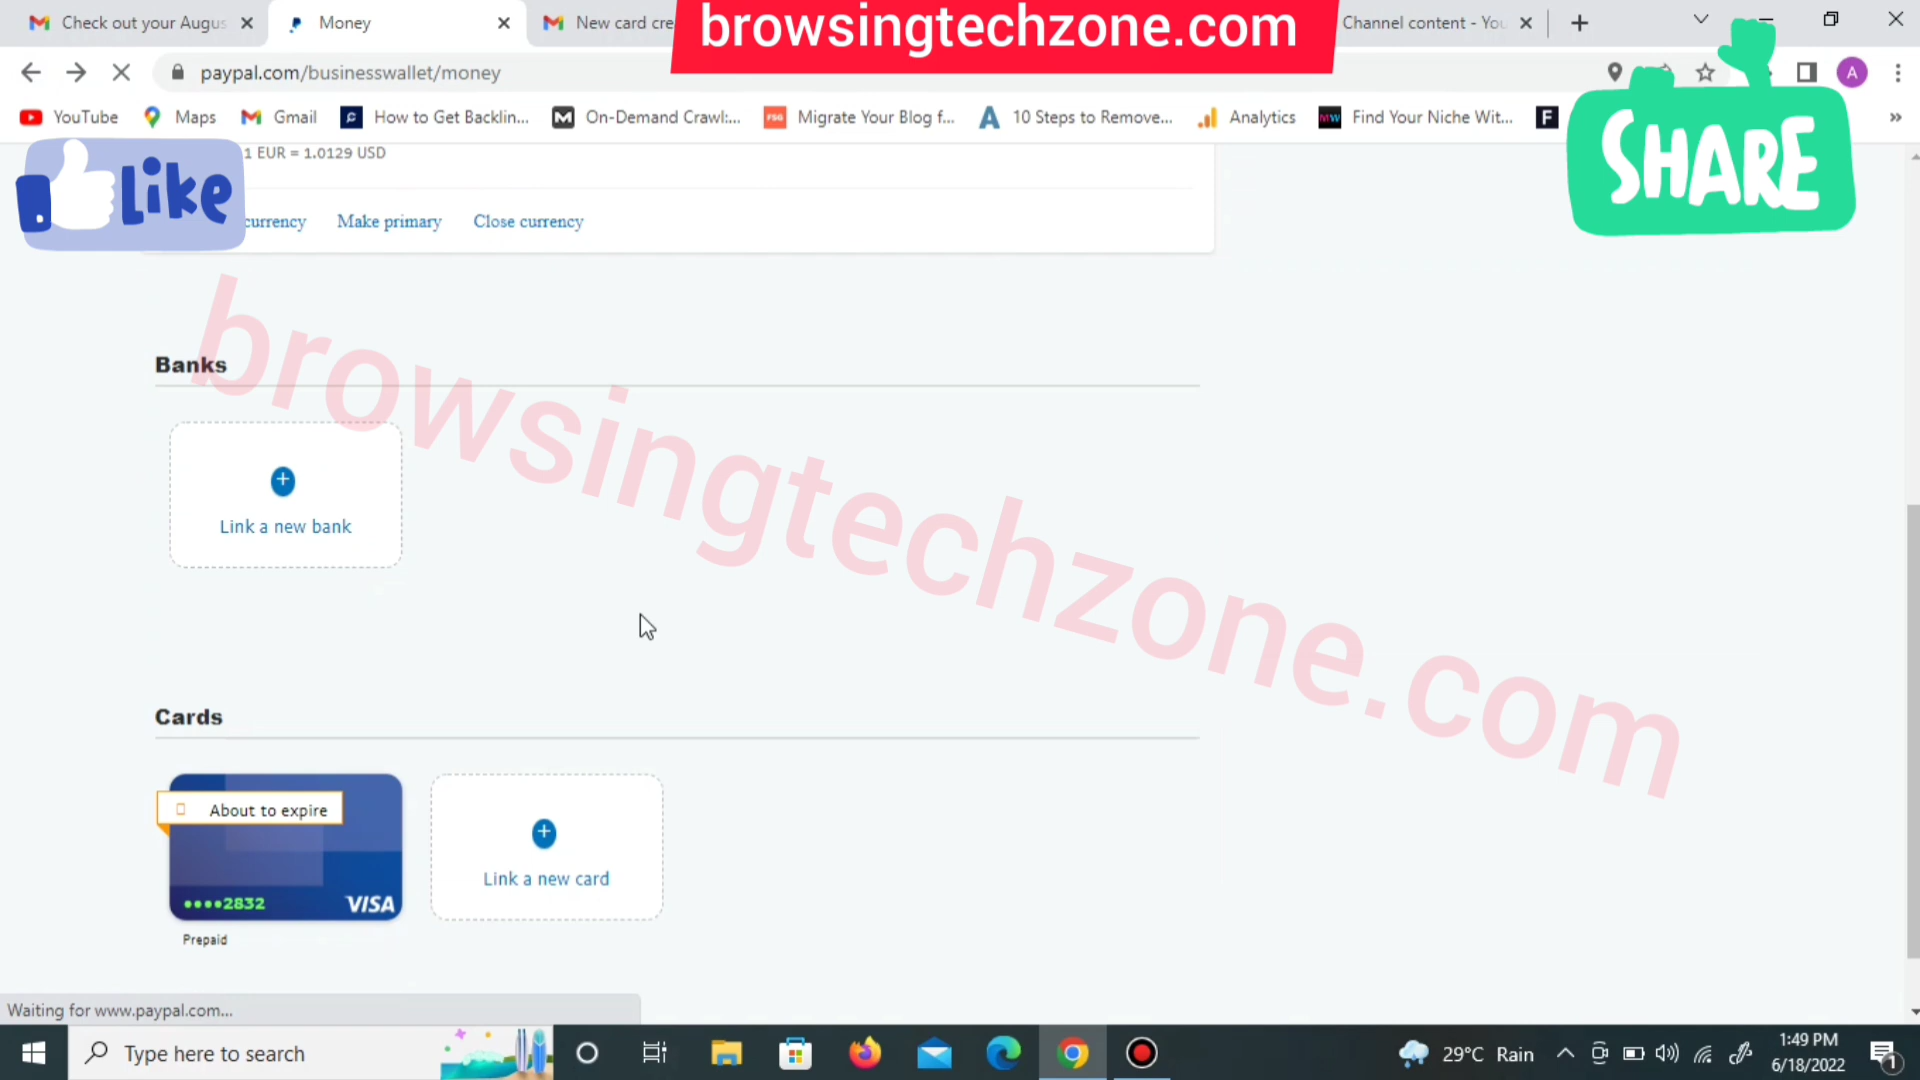 Check out your Augus
Money
New card cre
browsingtechzone.com
Channel content - You
paypal.com/businesswallet/money
A
YouTube
Maps
Gmail
How to Get Backlin...
On-Demand Crawl:...
Migrate Your Blog f...
10 Steps to Remove...
Analytics
MW
Find Your Niche Wit...
F
»
Like
SHARE
1 EUR = 1.0129 USD
currency
Make primary
Close currency
Banks
Link a new bank
browsingtechzone.com
Cards
About to expire
••••2832
VISA
Prepaid
Link a new card
Waiting for www.paypal.com...
Type here to search
29°C Rain
1:49 PM
6/18/2022
1